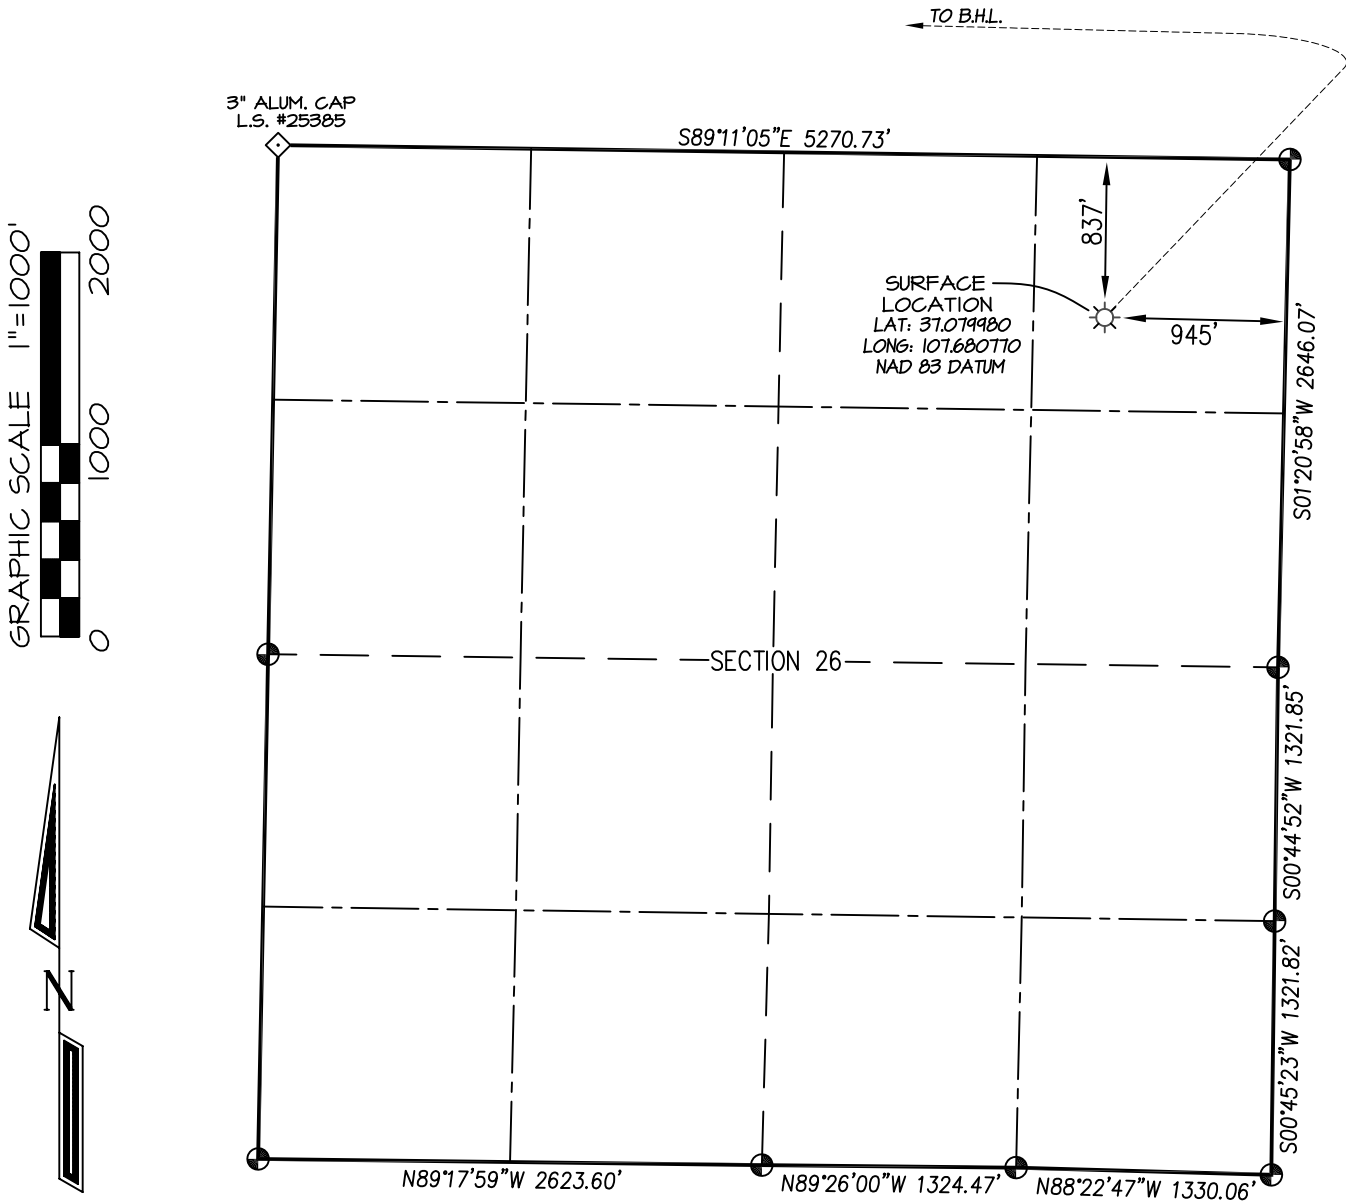 TO B.H.L.
3" ALUM. CAP
L.S. #25385
S89°11'05"E 5270.73'
837'
SURFACE
LOCATION
LAT: 37.079980
LONG: 107.680770
NAD 83 DATUM
945'
S01°20'58"W 2646.07'
GRAPHIC SCALE 1"=1000'
0
1000
2000
SECTION 26
S00°44'52"W 1321.85'
N
S00°45'23"W 1321.82'
N89°17'59"W 2623.60'
N89°26'00"W 1324.47'
N88°22'47"W 1330.06'